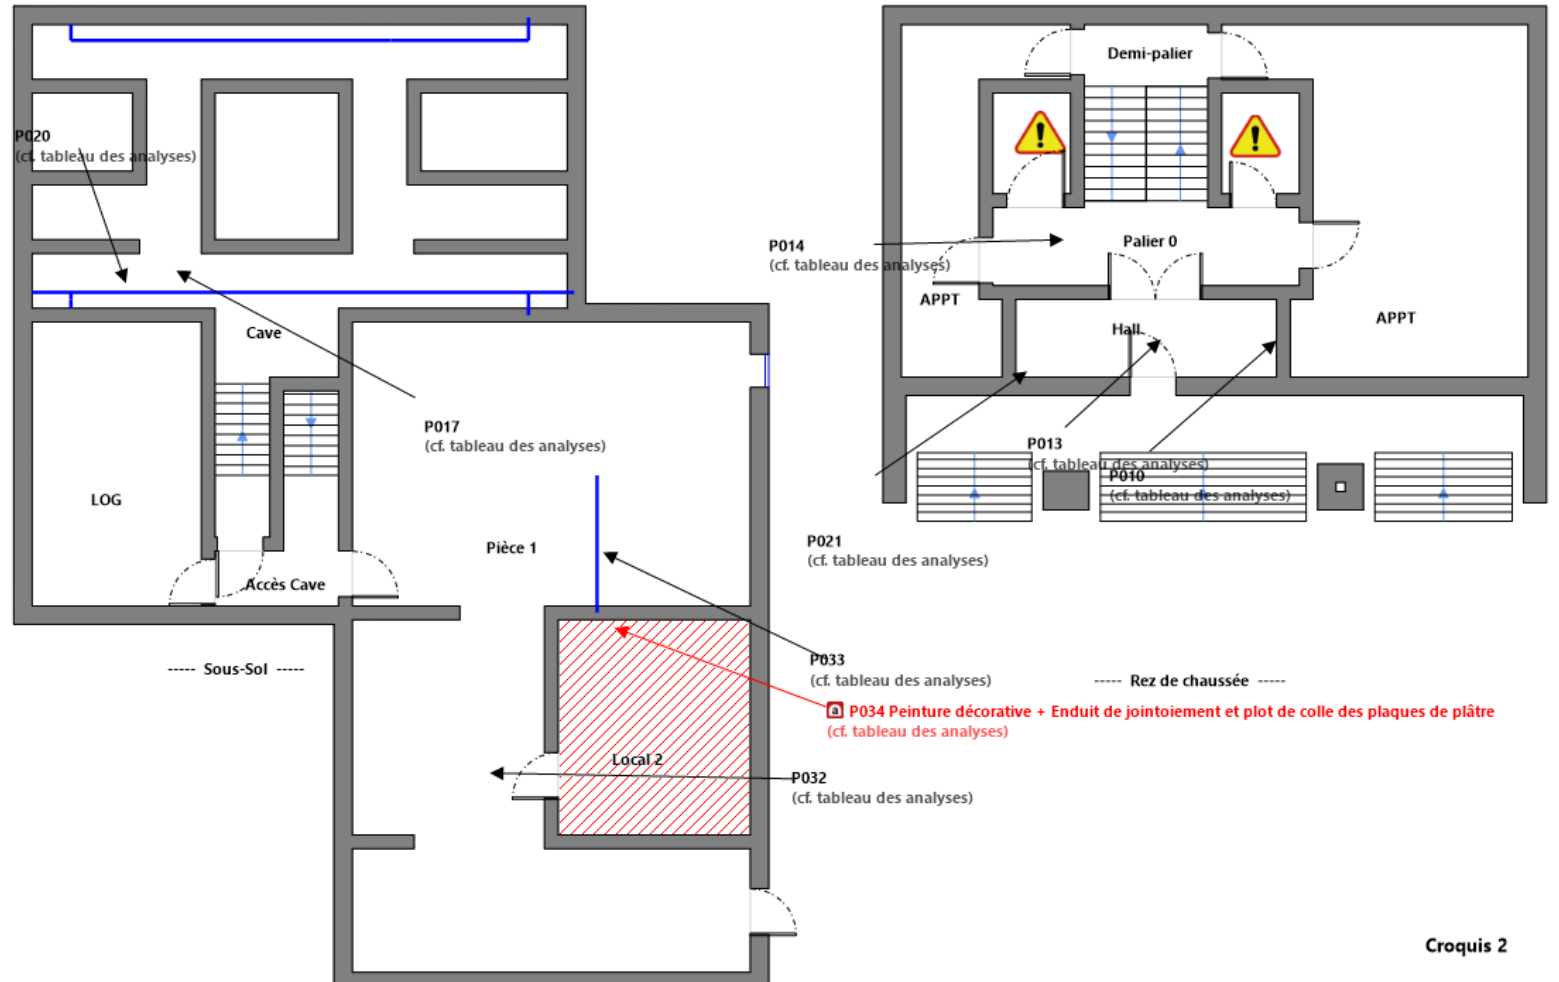 Demi-palier
P020
(cf. tableau des analyses)
P014
(cf. tableau des analyses)
Palier 0
APPT
APPT
Hall
Cave
P017
(cf. tableau des analyses)
P013
(cf. tableau des analyses)
P010
(cf. tableau des analyses)
LOG
Pièce 1
P021
(cf. tableau des analyses)
Accès Cave
----- Sous-Sol -----
P033
(cf. tableau des analyses)
----- Rez de chaussée -----
a P034 Peinture décorative + Enduit de jointoiement et plot de colle des plaques de plâtre
(cf. tableau des analyses)
Local 2
P032
(cf. tableau des analyses)
Croquis 2